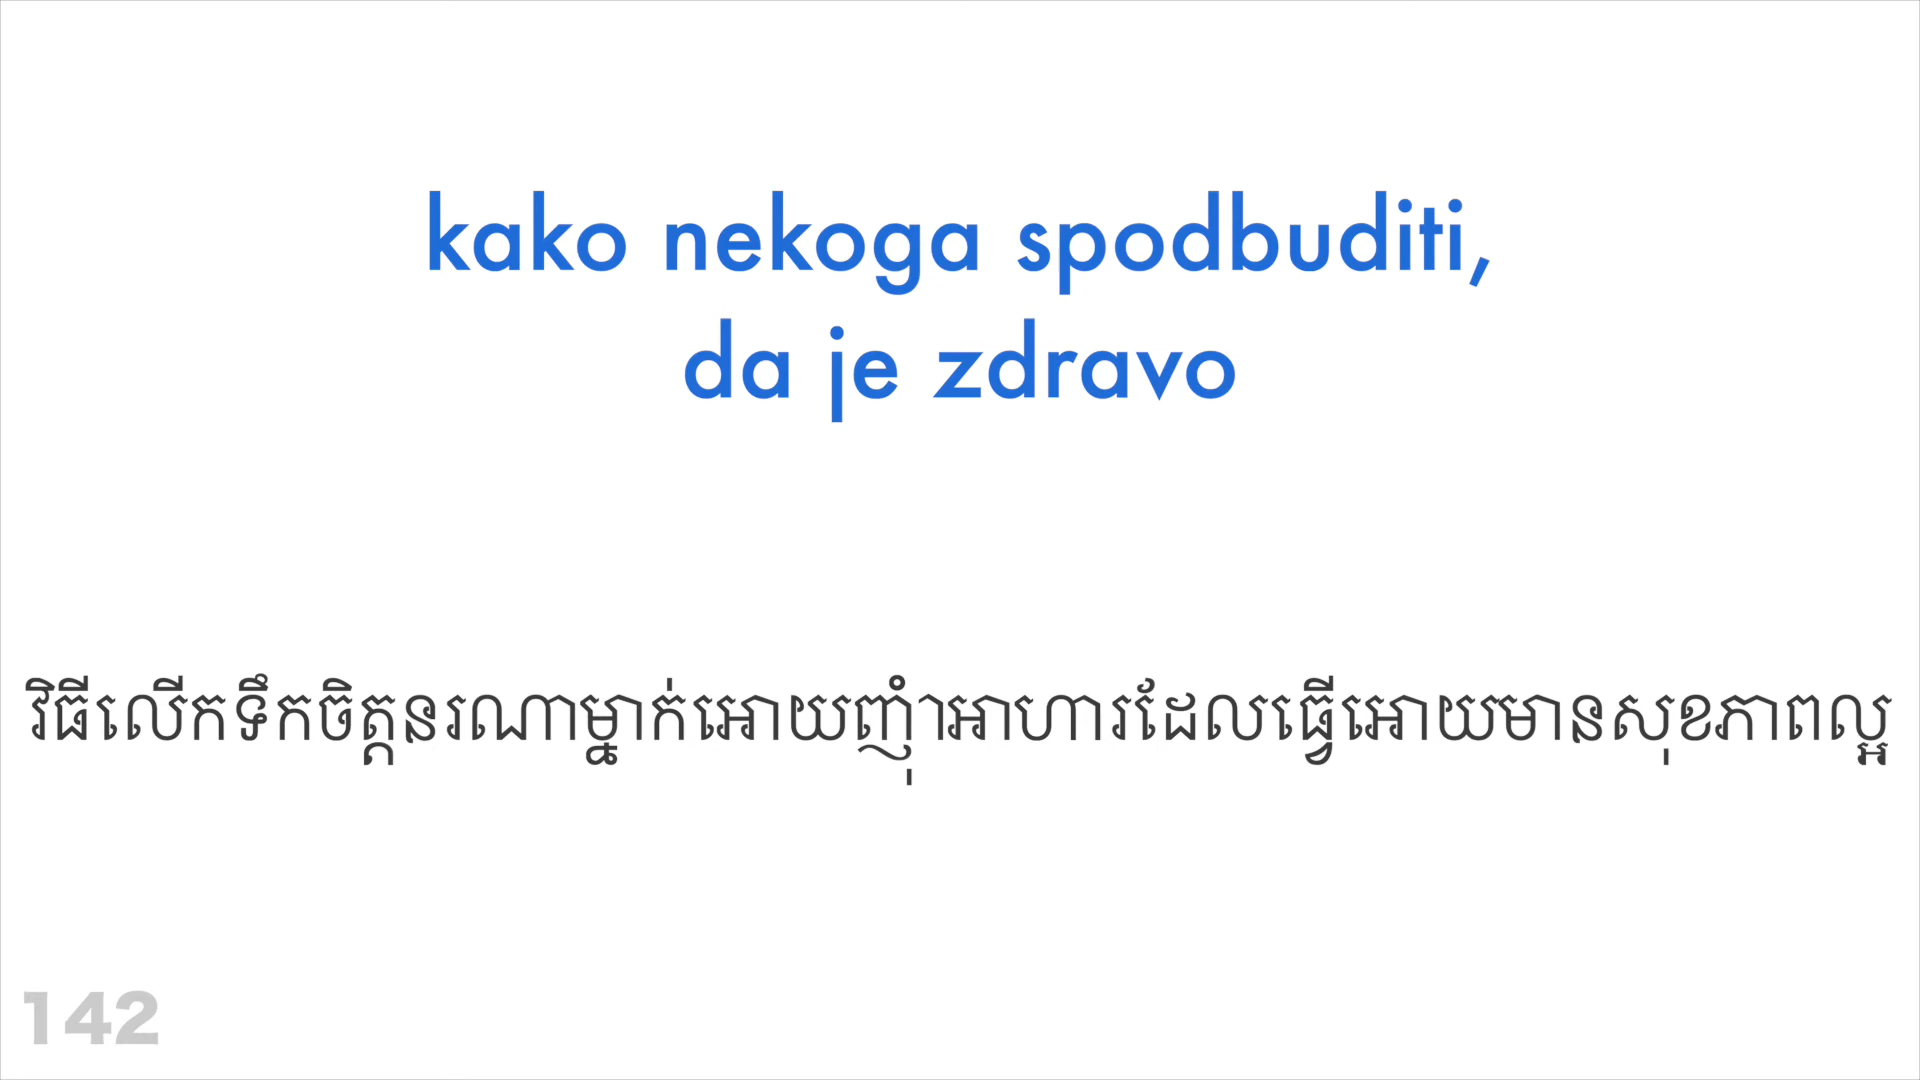 kako nekoga spodbuditi,
da je zdravo
វិធីលើកទឹកចិត្តនរណាម្នាក់អោយញុំាអាហារដែលធ្វើអោយមានសុខភាពល្អ
142